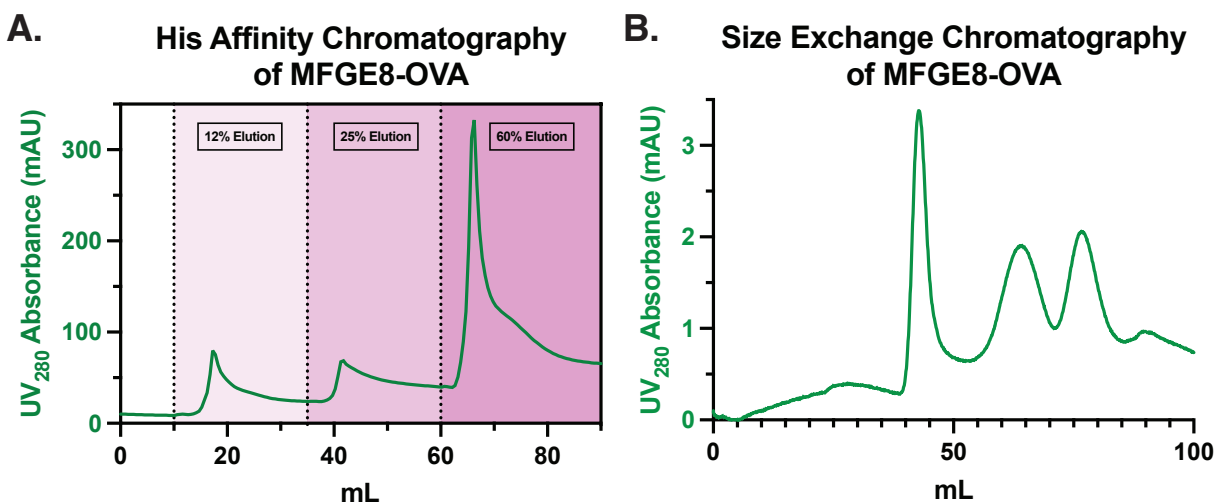 A.
His Affinity Chromatography
of MFGE8-OVA
UV280 Absorbance (mAU)
300
200
100
0
12% Elution
25% Elution
60% Elution
0
20
40
60
80
mL
B.
Size Exchange Chromatography
of MFGE8-OVA
UV280 Absorbance (mAU)
3
2
1
0
0
50
100
mL